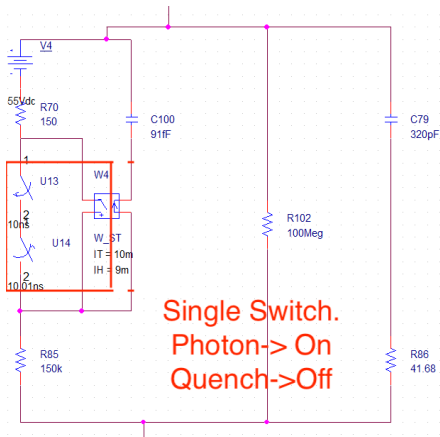 V4
55Vdc
R70
150
C100
91fF
C79
320pF
1
U13
W4
2
10ns
1
U14
W_ST
IT = 10m
IH = 9m
2
10.01ns
R102
100Meg
Single Switch.
Photon-> On
Quench->Off
R85
150k
R86
41.68